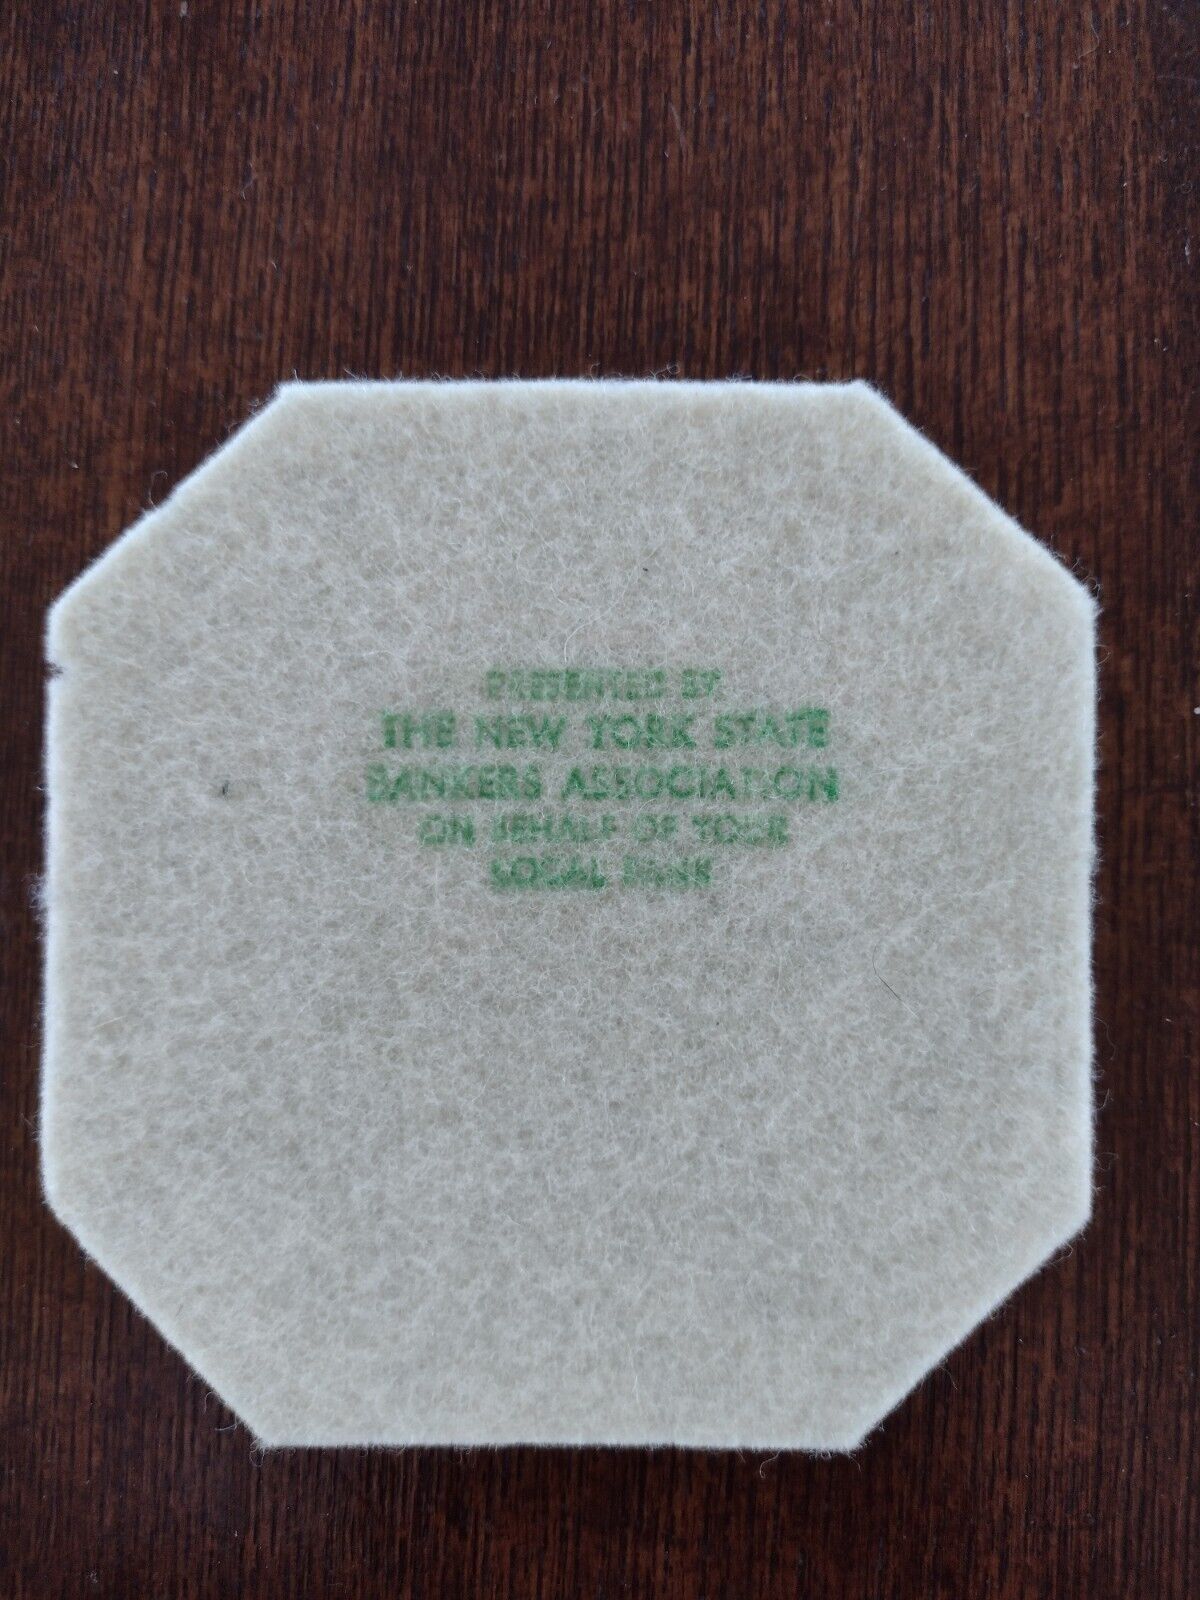 PRESENTED BY
THE NEW YORK STATE
BANKERS ASSOCIATION
ON BEHALF OF YOUR
LOCAL BANK